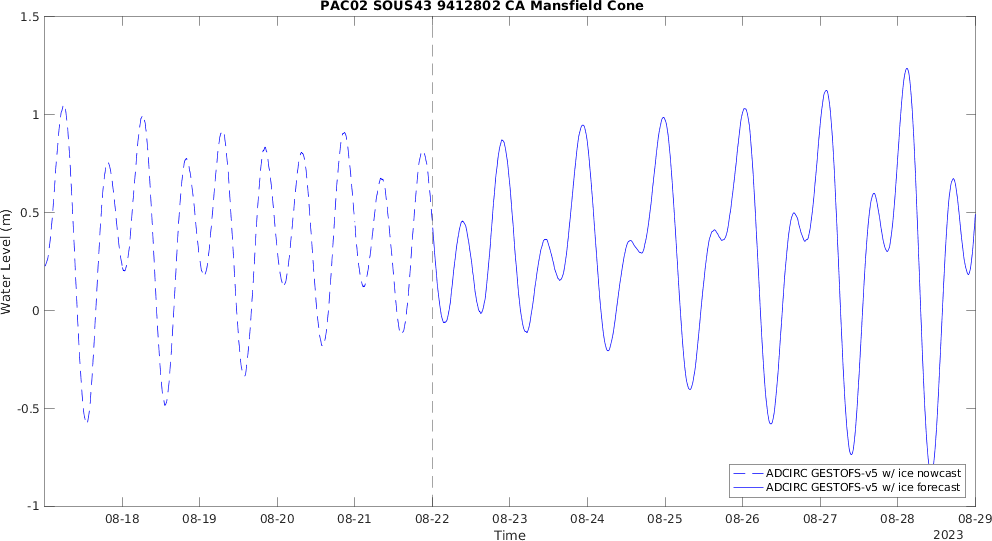 PAC02 SOUS43 9412802 CA Mansfield Cone
1.5
1
0.5
0
-0.5
-1
Water Level (m)
08-18 08-19 08-20 08-21 08-22 08-23 08-24 08-25 08-26 08-27 08-28 08-29
Time
2023
ADCIRC GESTOFS-v5 w/ ice nowcast
ADCIRC GESTOFS-v5 w/ ice forecast